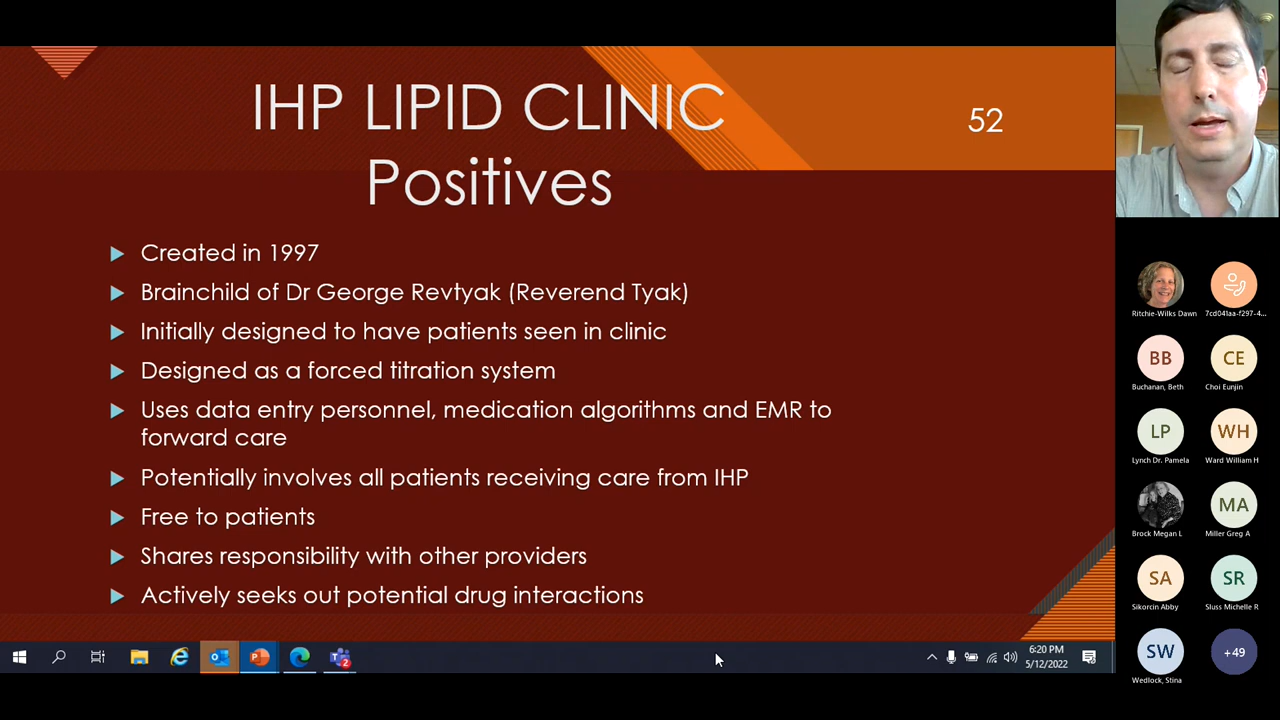 IHP LIPID CLINIC
Positives
52
Created in 1997
Brainchild of Dr George Revtyak (Reverend Tyak)
Initially designed to have patients seen in clinic
Designed as a forced titration system
Uses data entry personnel, medication algorithms and EMR to
forward care
Potentially involves all patients receiving care from IHP
Free to patients
Shares responsibility with other providers
Actively seeks out potential drug interactions
6:20 PM
5/12/2022
2
Ritchie-Wilks Dawn
7cd041aa-f297-4...
BB
Buchanan, Beth
CE
Choi Eunjin
LP
Lynch Dr. Pamela
WH
Ward William H
Brock Megan L
MA
Miller Greg A
SA
Sikorcin Abby
SR
Sluss Michelle R
SW
Wedlock, Stina
+49